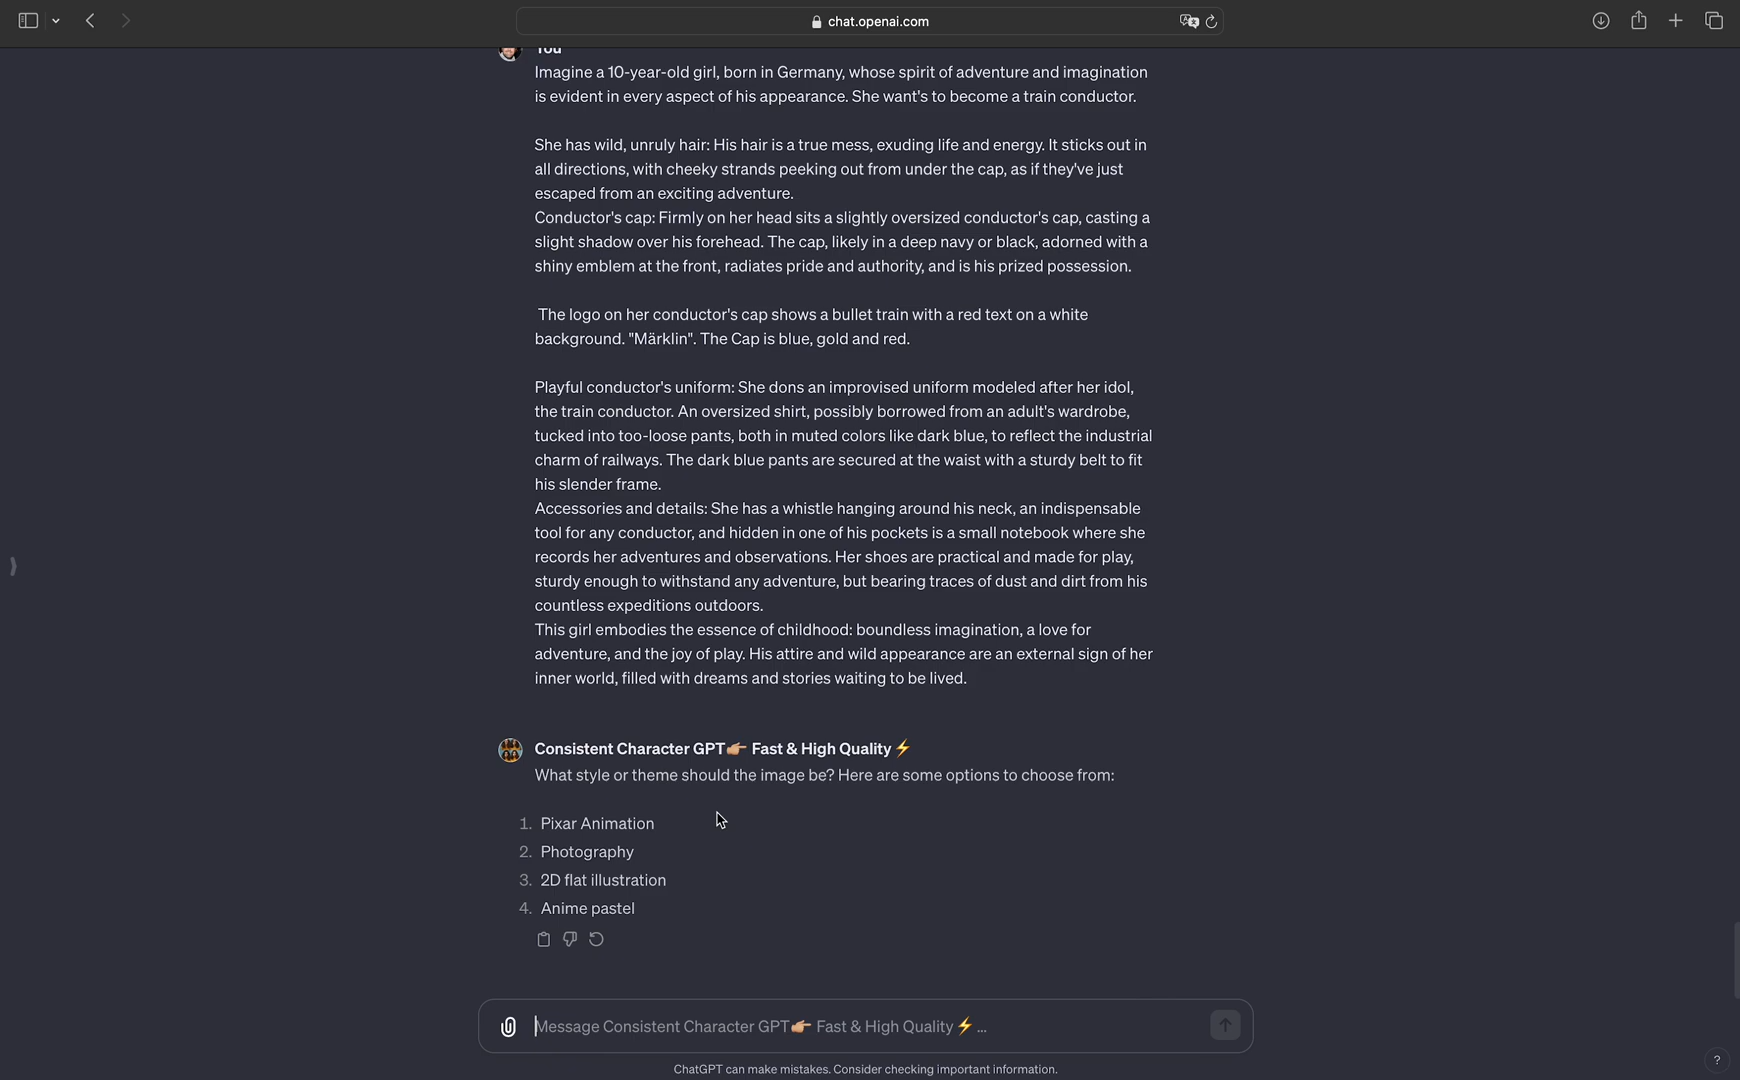 chat.openai.com
You
Imagine a 10-year-old girl, born in Germany, whose spirit of adventure and imagination
is evident in every aspect of his appearance. She want's to become a train conductor.
She has wild, unruly hair: His hair is a true mess, exuding life and energy. It sticks out in
all directions, with cheeky strands peeking out from under the cap, as if they've just
escaped from an exciting adventure.
Conductor's cap: Firmly on her head sits a slightly oversized conductor's cap, casting a
slight shadow over his forehead. The cap, likely in a deep navy or black, adorned with a
shiny emblem at the front, radiates pride and authority, and is his prized possession.
The logo on her conductor's cap shows a bullet train with a red text on a white
background. "Märklin". The Cap is blue, gold and red.
Playful conductor's uniform: She dons an improvised uniform modeled after her idol,
the train conductor. An oversized shirt, possibly borrowed from an adult's wardrobe,
tucked into too-loose pants, both in muted colors like dark blue, to reflect the industrial
charm of railways. The dark blue pants are secured at the waist with a sturdy belt to fit
his slender frame.
Accessories and details: She has a whistle hanging around his neck, an indispensable
tool for any conductor, and hidden in one of his pockets is a small notebook where she
records her adventures and observations. Her shoes are practical and made for play,
sturdy enough to withstand any adventure, but bearing traces of dust and dirt from his
countless expeditions outdoors.
This girl embodies the essence of childhood: boundless imagination, a love for
adventure, and the joy of play. His attire and wild appearance are an external sign of her
inner world, filled with dreams and stories waiting to be lived.
Consistent Character GPT👉🏼 Fast & High Quality ⚡
What style or theme should the image be? Here are some options to choose from:
1. Pixar Animation
2. Photography
3. 2D flat illustration
4. Anime pastel
Message Consistent Character GPT👉🏼 Fast & High Quality ⚡ ...
ChatGPT can make mistakes. Consider checking important information.
?